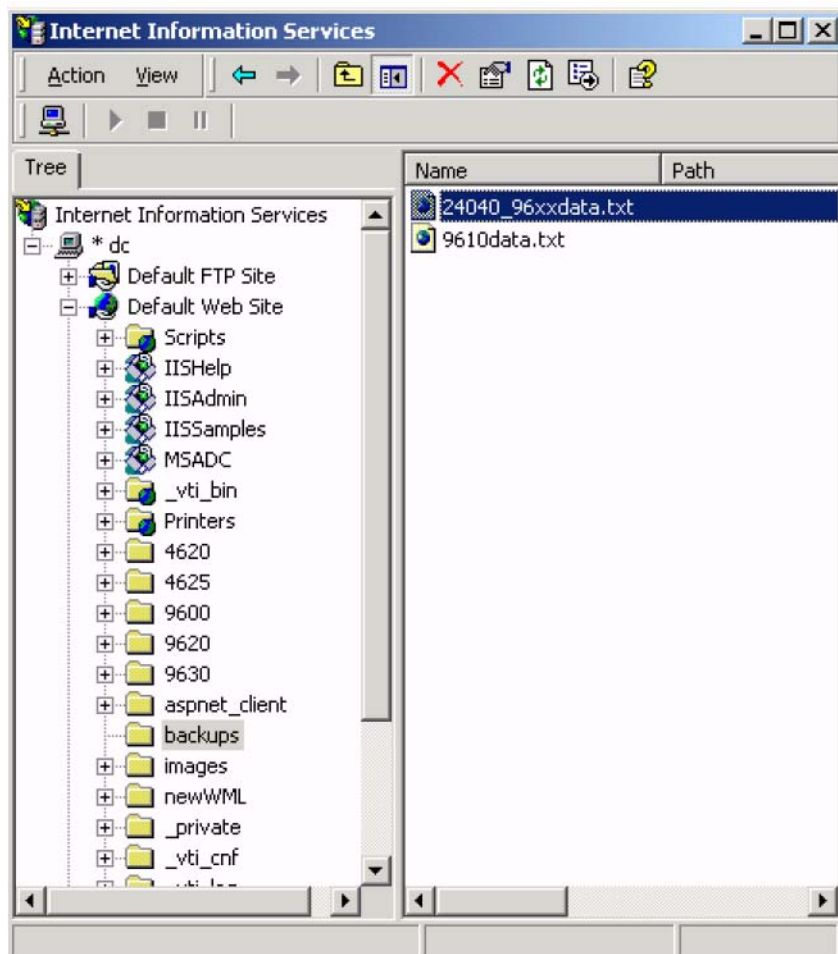 Internet Information Services
Action View
Tree
Name Path
Internet Information Services
* dc
Default FTP Site
Default Web Site
Scripts
IISHelp
IISAdmin
IISSamples
MSADC
_vti_bin
Printers
4620
4625
9600
9620
9630
aspnet_client
backups
images
newWML
_private
_vti_cnf
24040_96xxdata.txt
9610data.txt